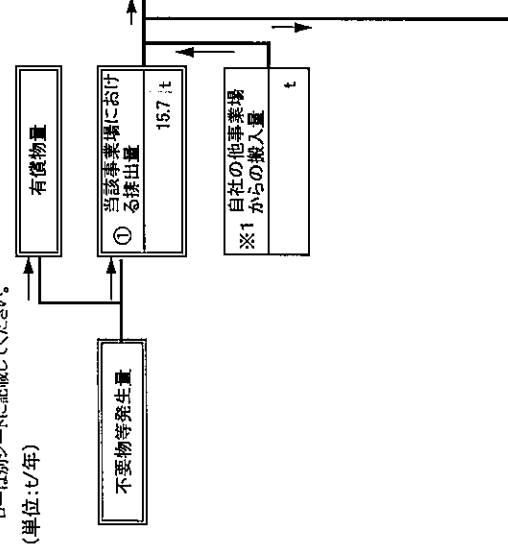 ローは別シートに記載してください。
(単位:t/年)
不要物等発生量
有償物量
① 当該事業場におけ
る排出量
15.7 t
※1 自社の他事業場
からの搬入量
t